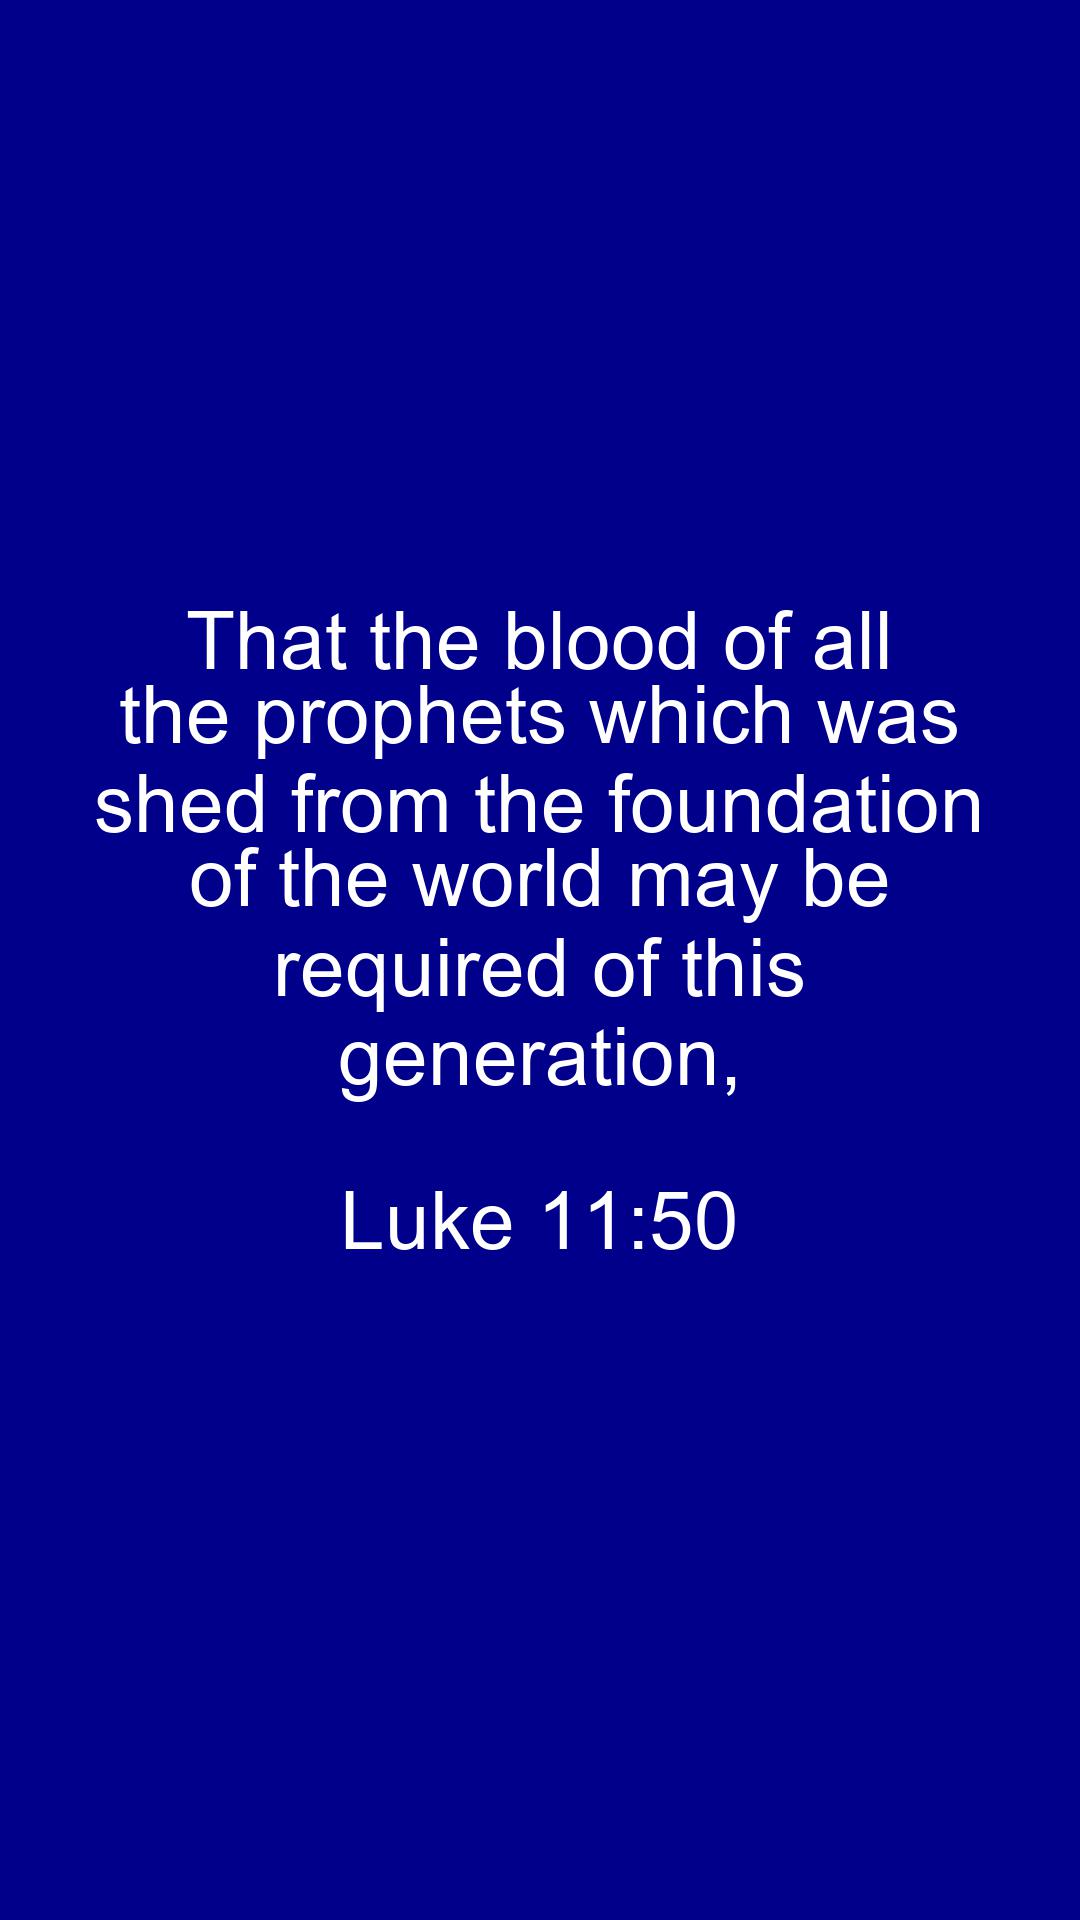 That the blood of all
the prophets which was
shed from the foundation
of the world may be
required of this
generation,
Luke 11:50